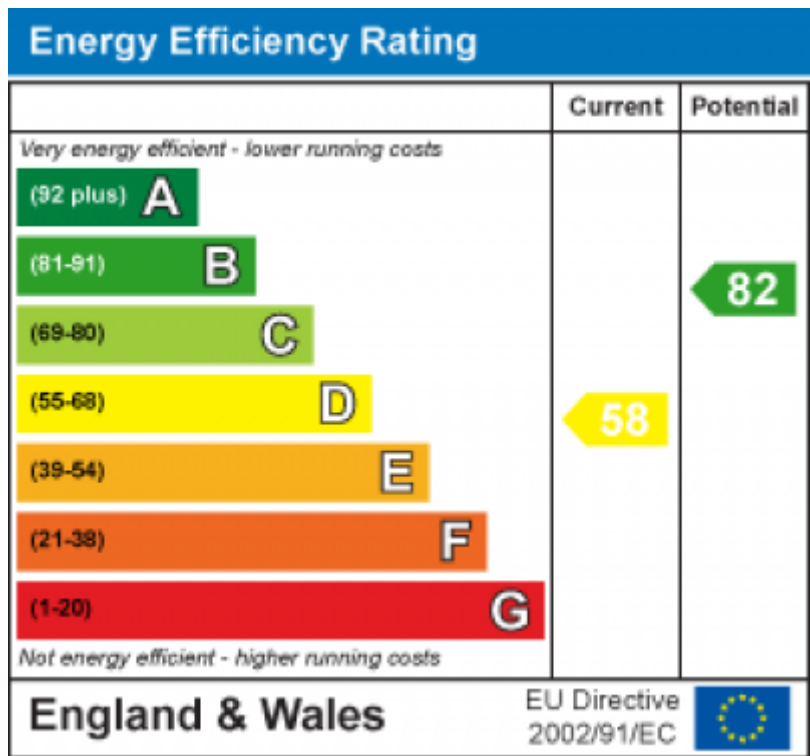 Energy Efficiency Rating
Current Potential
Very energy efficient - lower running costs
(92 plus) A
(81-91) B
82
(69-80) C
(55-68) D
58
(39-54) E
(21-38) F
(1-20) G
Not energy efficient - higher running costs
England & Wales
EU Directive
2002/91/EC